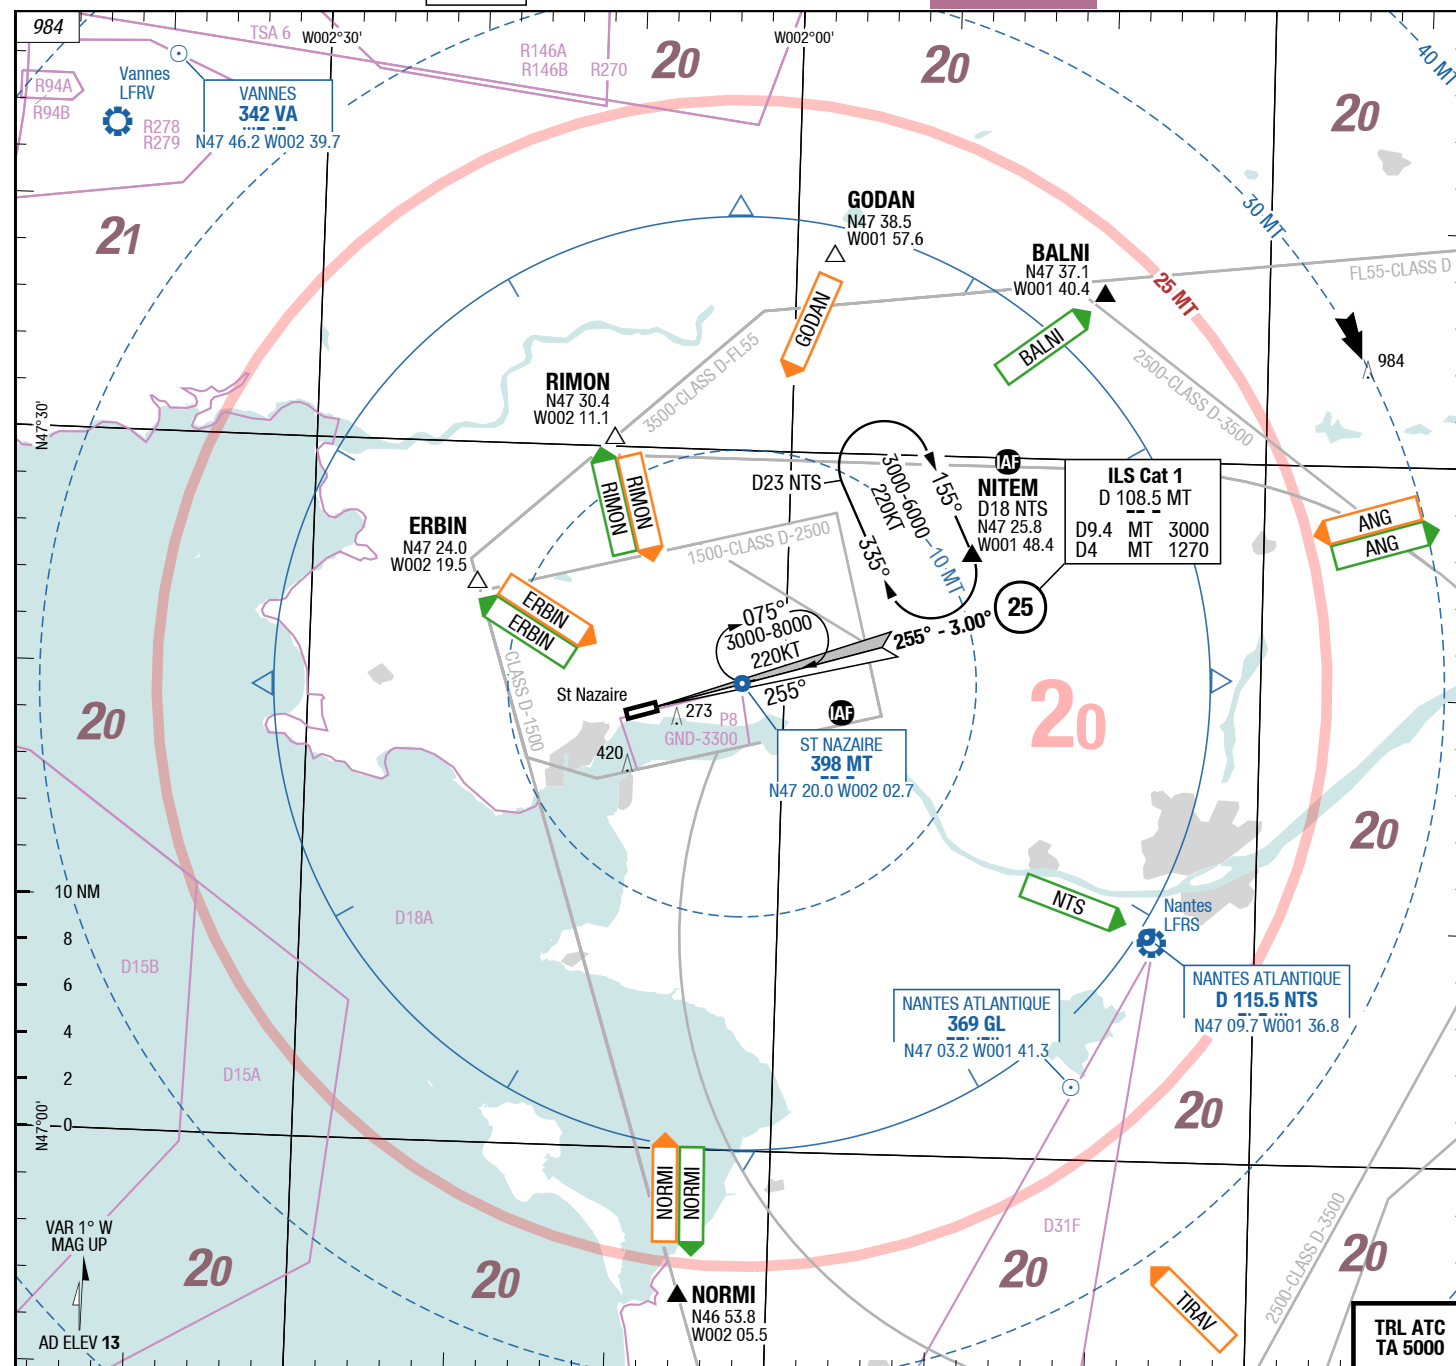 984
W002°30'
TSA 6
W002°00'
R146A
R146B
R270
20
20
40 MT
20
R94A
R94B
Vannes
LFRV
R278
R279
VANNES
342 VA
N47 46.2 W002 39.7
21
GODAN
N47 38.5
W001 57.6
30 MT
BALNI
N47 37.1
W001 40.4
25 MT
FL55-CLASS D
GODAN
BALNI
984
3500-CLASS D-FL55
2500-CLASS D-3500
RIMON
N47 30.4
W002 11.1
N47°30'
RIMON
RIMON
D23 NTS
3000-6000
220KT
155°
335°
10 MT
IAF
NITEM
D18 NTS
N47 25.8
W001 48.4
ILS Cat 1
D 108.5 MT
D9.4 MT 3000
D4 MT 1270
ANG
ANG
ERBIN
N47 24.0
W002 19.5
1500-CLASS D-2500
ERBIN
ERBIN
075°
3000-8000
220KT
255°
255° - 3.00°
25
CLASS D-1500
St Nazaire
273
P8
GND-3300
420
IAF
20
20
ST NAZAIRE
398 MT
N47 20.0 W002 02.7
20
10 NM
8
6
4
2
0
D18A
D15B
D15A
NTS
Nantes
LFRS
NANTES ATLANTIQUE
D 115.5 NTS
N47 09.7 W001 36.8
NANTES ATLANTIQUE
369 GL
N47 03.2 W001 41.3
20
N47°00'
NORMI
NORMI
D31F
2500-CLASS D-3500
VAR 1° W
MAG UP
AD ELEV 13
20
20
20
20
NORMI
N46 53.8
W002 05.5
TIRAV
TRL ATC
TA 5000